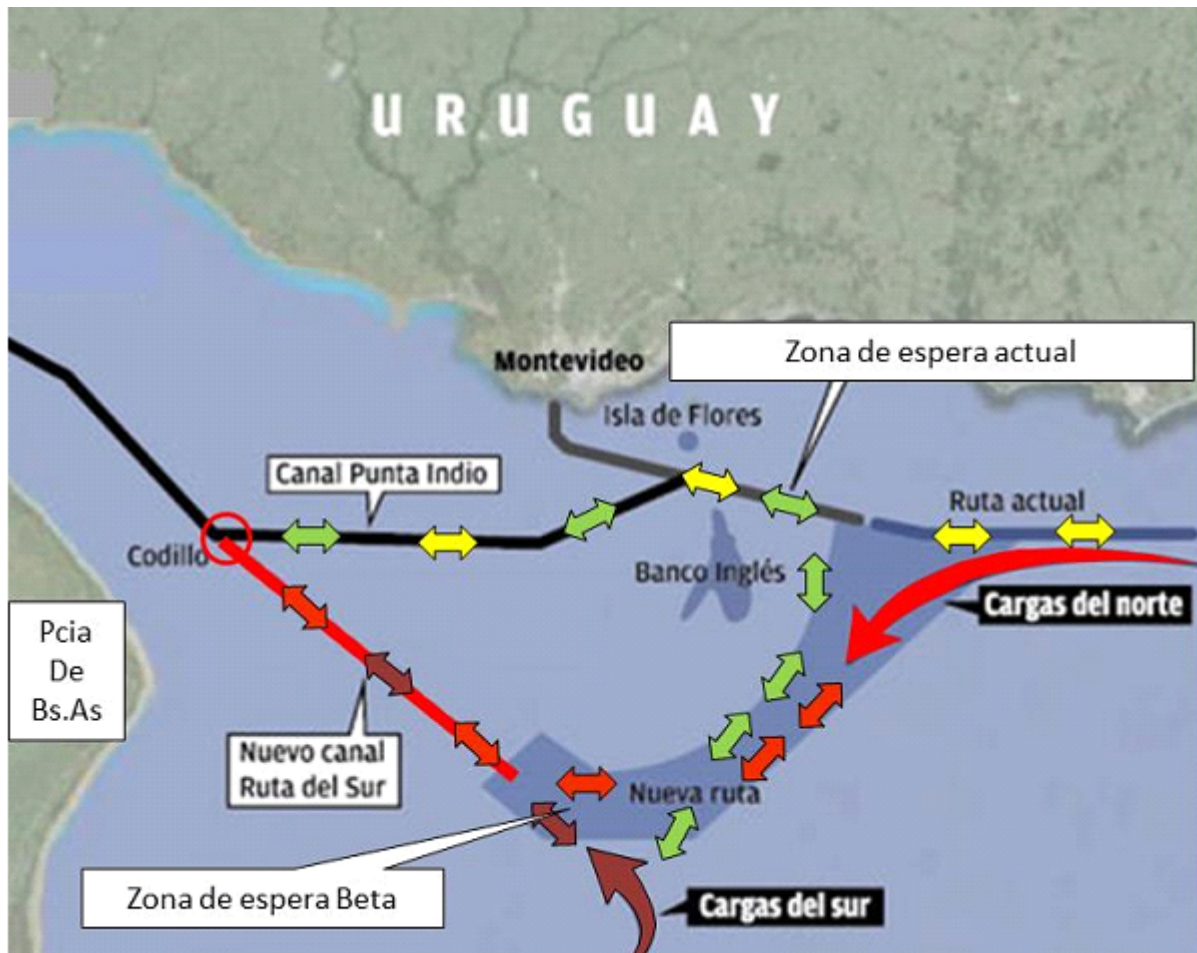 URUGUAY
Zona de espera actual
Montevideo
Isla de Flores
Canal Punta Indio
Ruta actual
Codillo
Banco Inglés
Cargas del norte
Pcia
De
Bs.As
Nuevo canal
Ruta del Sur
Nueva ruta
Zona de espera Beta
Cargas del sur